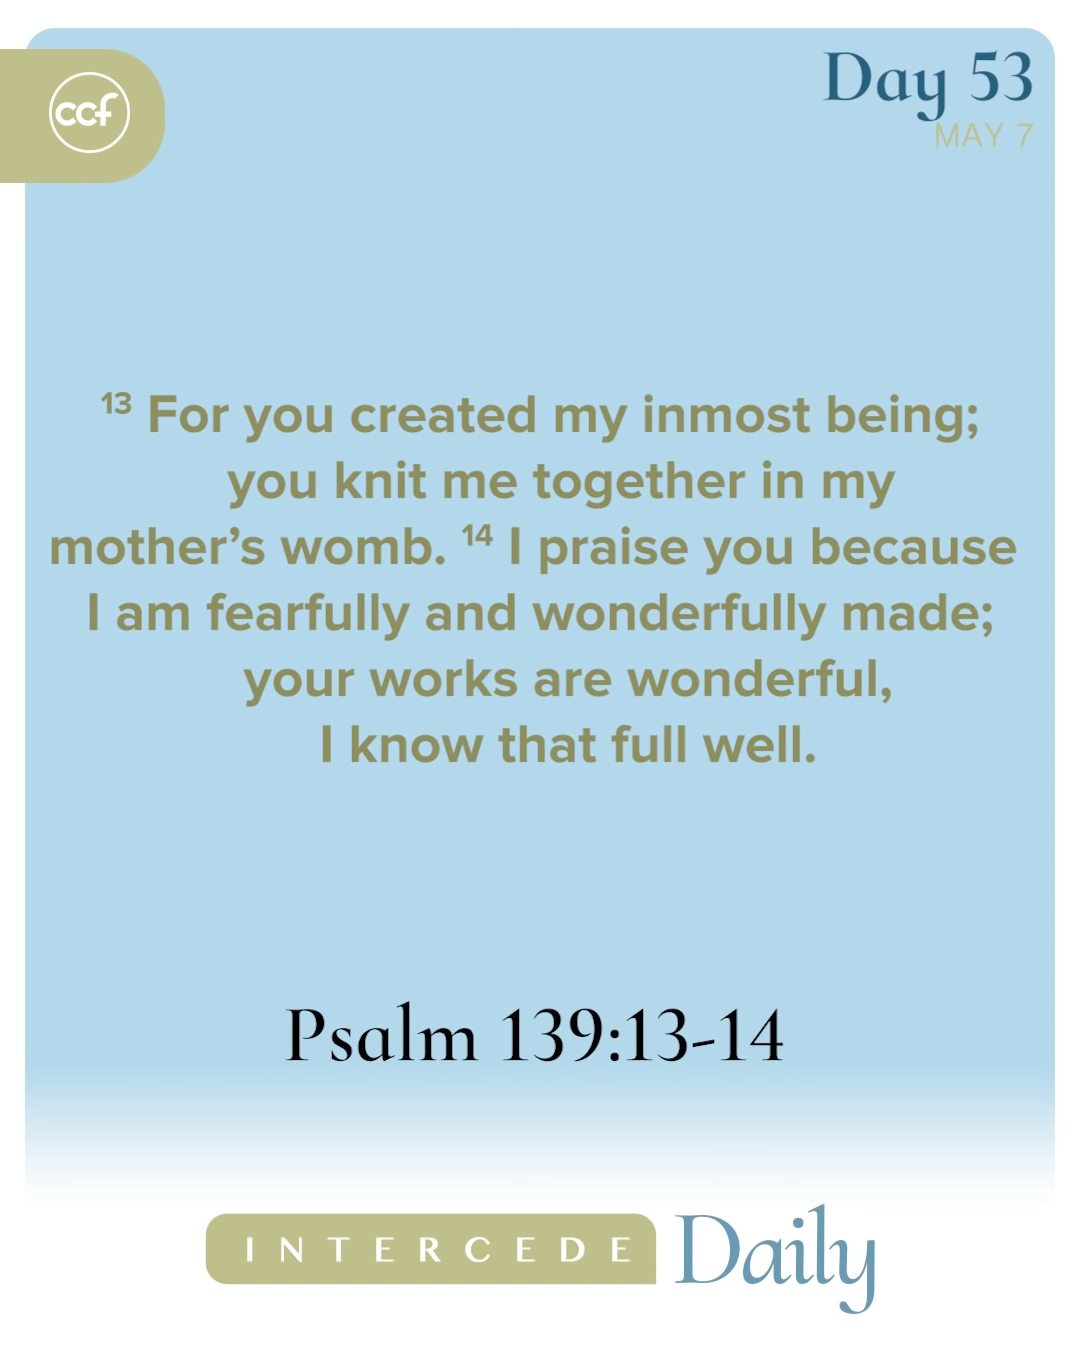 ccf
Day 53
MAY 7
13 For you created my inmost being;
you knit me together in my
mother’s womb. 14 I praise you because
I am fearfully and wonderfully made;
your works are wonderful,
I know that full well.
Psalm 139:13-14
INTERCEDE Daily